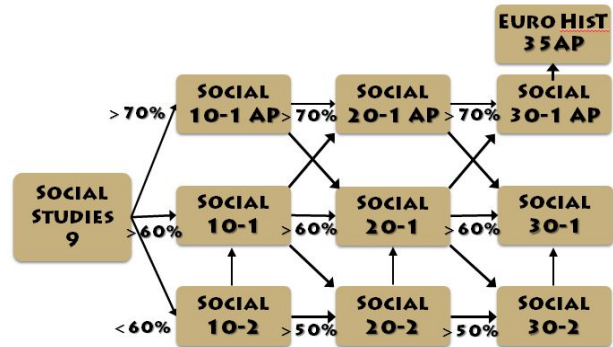 EURO HIST
35AP
SOCIAL
10-1 AP
> 70%
SOCIAL
20-1 AP
> 70%
SOCIAL
30-1 AP
> 70%
SOCIAL
STUDIES
9
> 60%
SOCIAL
10-1
> 60%
SOCIAL
20-1
> 60%
SOCIAL
30-1
< 60%
SOCIAL
10-2
> 50%
SOCIAL
20-2
> 50%
SOCIAL
30-2